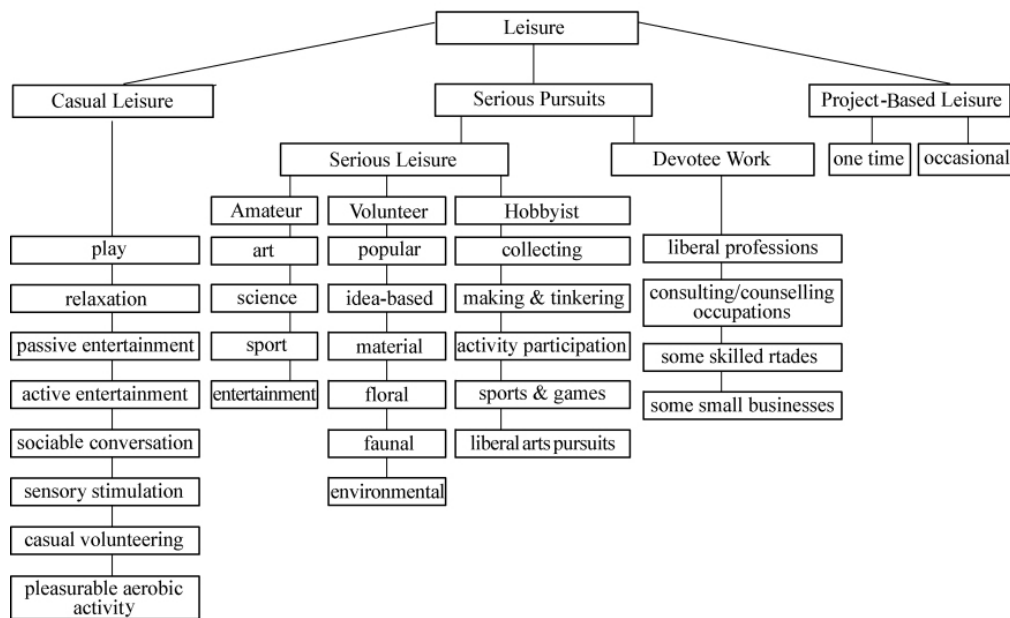 Leisure
Casual Leisure
Serious Pursuits
Project-Based Leisure
Serious Leisure
Devotee Work
one time
occasional
Amateur
Volunteer
Hobbyist
play
art
popular
collecting
liberal professions
relaxation
science
idea-based
making & tinkering
consulting/counselling
occupations
passive entertainment
sport
material
activity participation
some skilled rtades
active entertainment
entertainment
floral
sports & games
some small businesses
sociable conversation
faunal
liberal arts pursuits
sensory stimulation
environmental
casual volunteering
pleasurable aerobic
activity